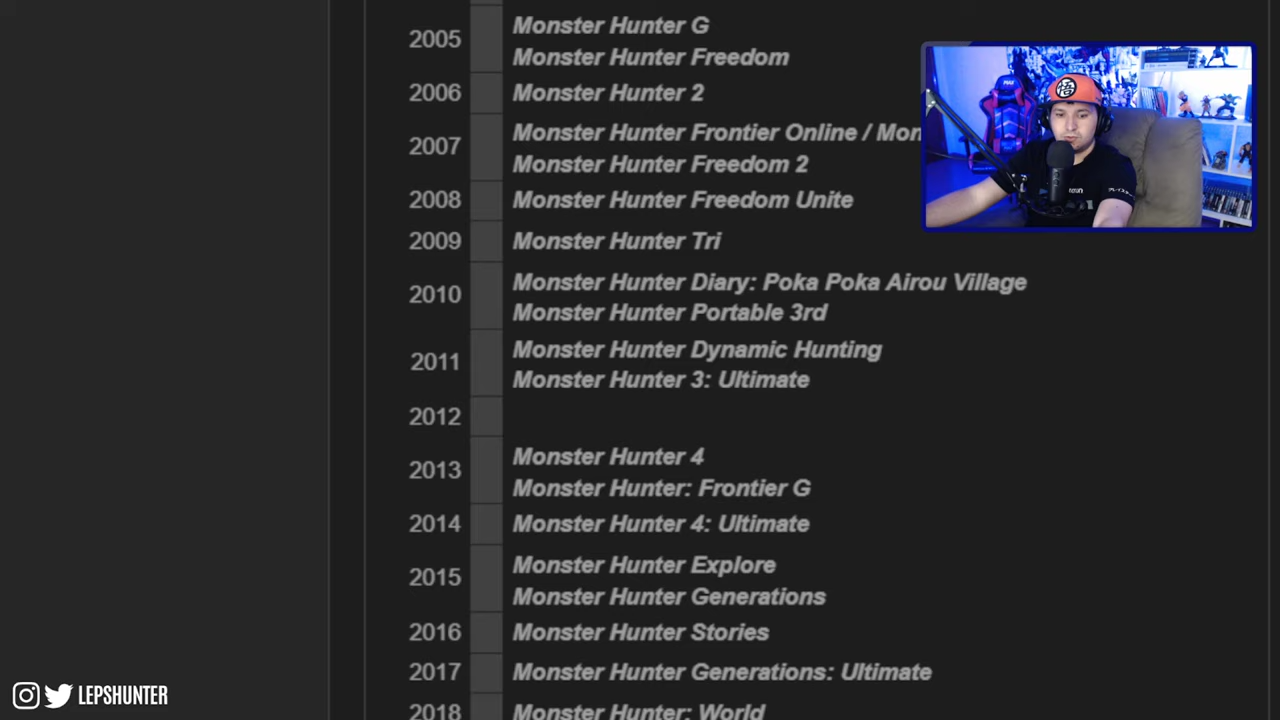 2005
Monster Hunter G
Monster Hunter Freedom
2006
Monster Hunter 2
2007
Monster Hunter Frontier Online /
Monster Hunter Freedom 2
2008
Monster Hunter Freedom Unite
2009
Monster Hunter Tri
2010
Monster Hunter Diary: Poka Poka Airou Village
Monster Hunter Portable 3rd
2011
Monster Hunter Dynamic Hunting
Monster Hunter 3: Ultimate
2012
2013
Monster Hunter 4
Monster Hunter: Frontier G
2014
Monster Hunter 4: Ultimate
2015
Monster Hunter Explore
Monster Hunter Generations
2016
Monster Hunter Stories
2017
Monster Hunter Generations: Ultimate
2018
Monster Hunter: World
LEPSHUNTER